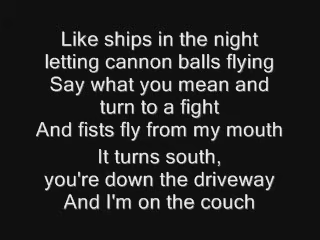 Like ships in the night
letting cannon balls flying
Say what you mean and
turn to a fight
And fists fly from my mouth
It turns south,
you're down the driveway
And I'm on the couch